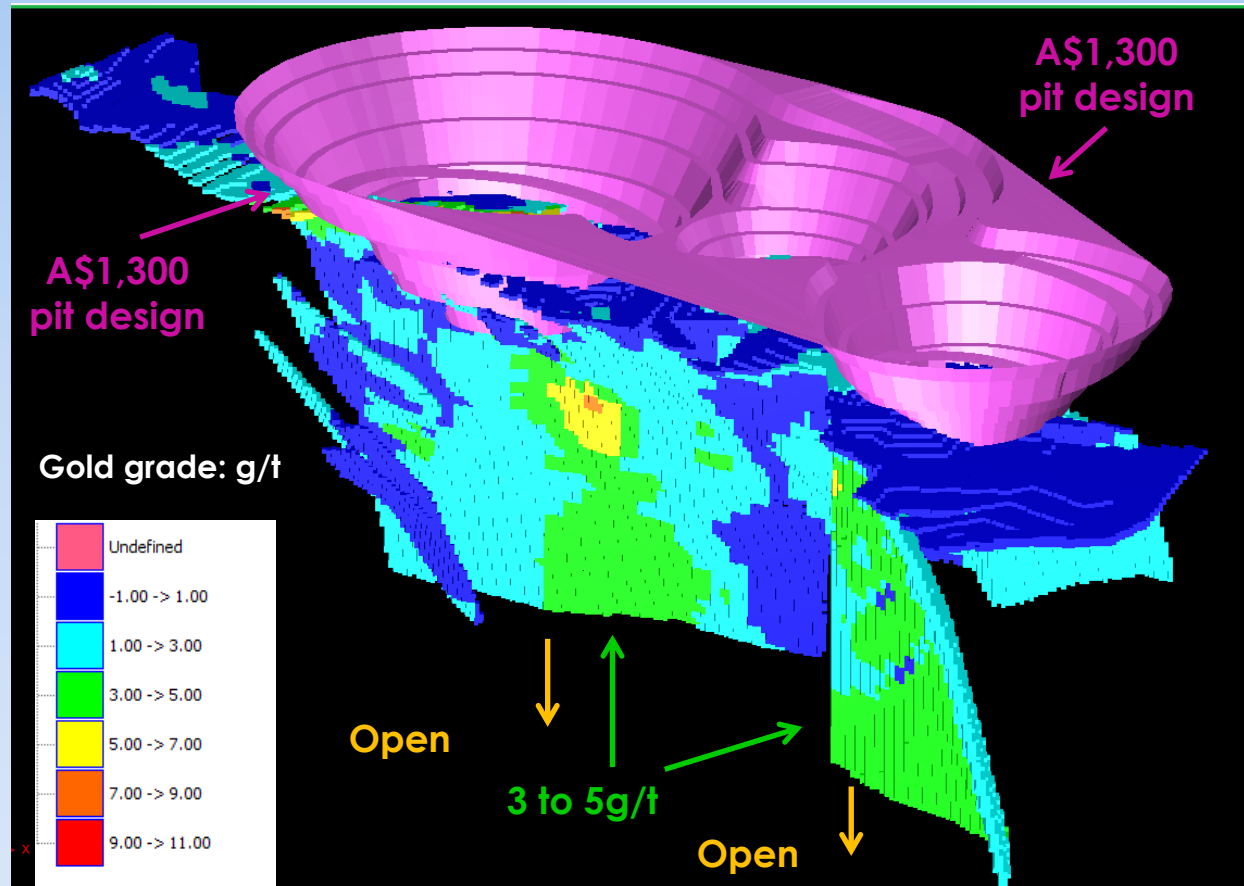 A$1,300
pit design
A$1,300
pit design
Gold grade: g/t
Undefined
-1.00 -> 1.00
1.00 -> 3.00
3.00 -> 5.00
5.00 -> 7.00
7.00 -> 9.00
9.00 -> 11.00
Open
3 to 5g/t
Open
x